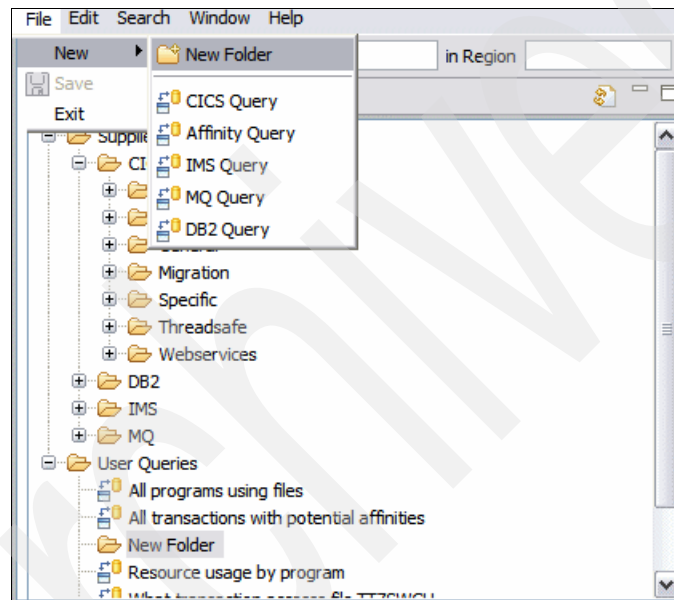 File Edit Search Window Help
New New Folder in Region
Save
CICS Query
Exit
Affinity Query
IMS Query
MQ Query
DB2 Query
Migration
Specific
Threadsafe
Webservices
DB2
IMS
MQ
User Queries
All programs using files
All transactions with potential affinities
New Folder
Resource usage by program